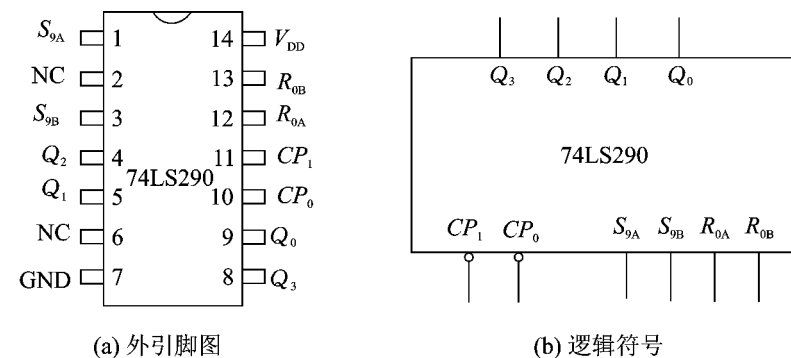 S9A 1 14 VDD
NC 2 13 R0B
S9B 3 12 R0A
Q2 4 11 CP1
74LS290
Q1 5 10 CP0
NC 6 9 Q0
GND 7 8 Q3
(a) 外引脚图
Q3 Q2 Q1 Q0
74LS290
CP1 CP0 S9A S9B R0A R0B
(b) 逻辑符号